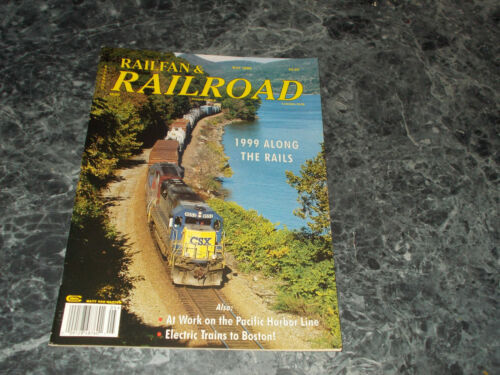 RAILFAN &
RAILROAD
1999 ALONG
THE RAILS
CSX
Also:
• At Work on the Pacific Harbor Line
• Electric Trains to Boston!